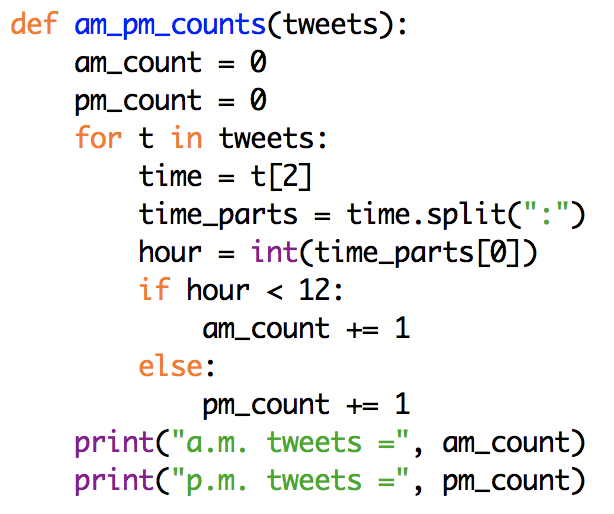 def am_pm_counts(tweets):
    am_count = 0
    pm_count = 0
    for t in tweets:
        time = t[2]
        time_parts = time.split(":")
        hour = int(time_parts[0])
        if hour < 12:
            am_count += 1
        else:
            pm_count += 1
    print("a.m. tweets =", am_count)
    print("p.m. tweets =", pm_count)